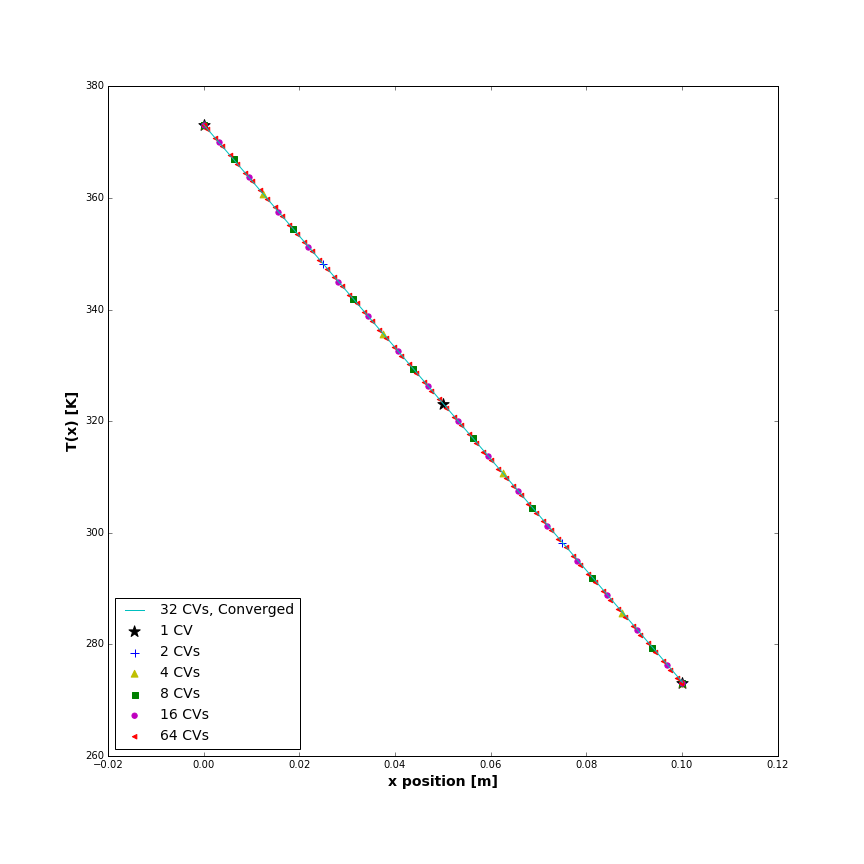 380
360
340
320
300
280
260
T(x) [K]
32 CVs, Converged
1 CV
2 CVs
4 CVs
8 CVs
16 CVs
64 CVs
−0.02 0.00 0.02 0.04 0.06 0.08 0.10 0.12
x position [m]